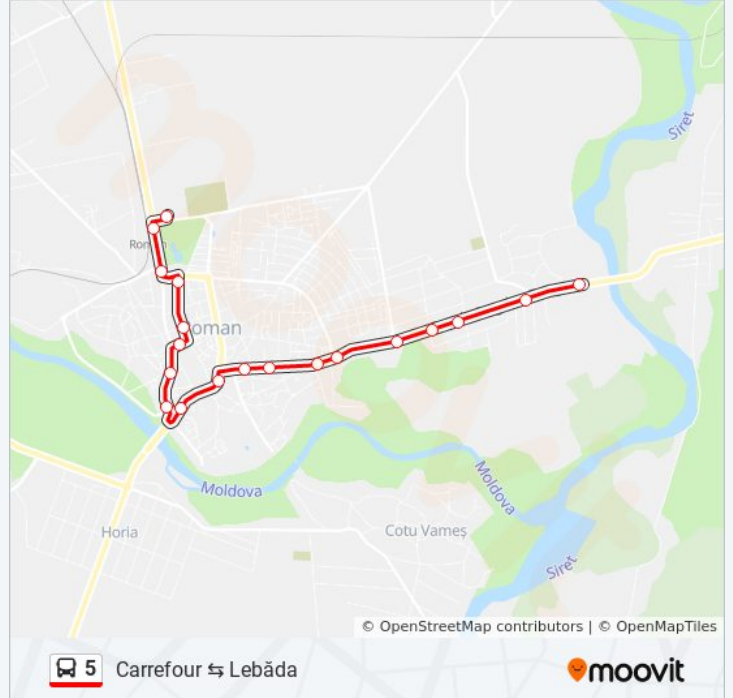 Siret
Roman
Roman
Moldova
Moldova
Horia
Cotu Vameș
Siret
© OpenStreetMap contributors | © OpenMapTiles
5 Carrefour ⇆ Lebăda
moovit